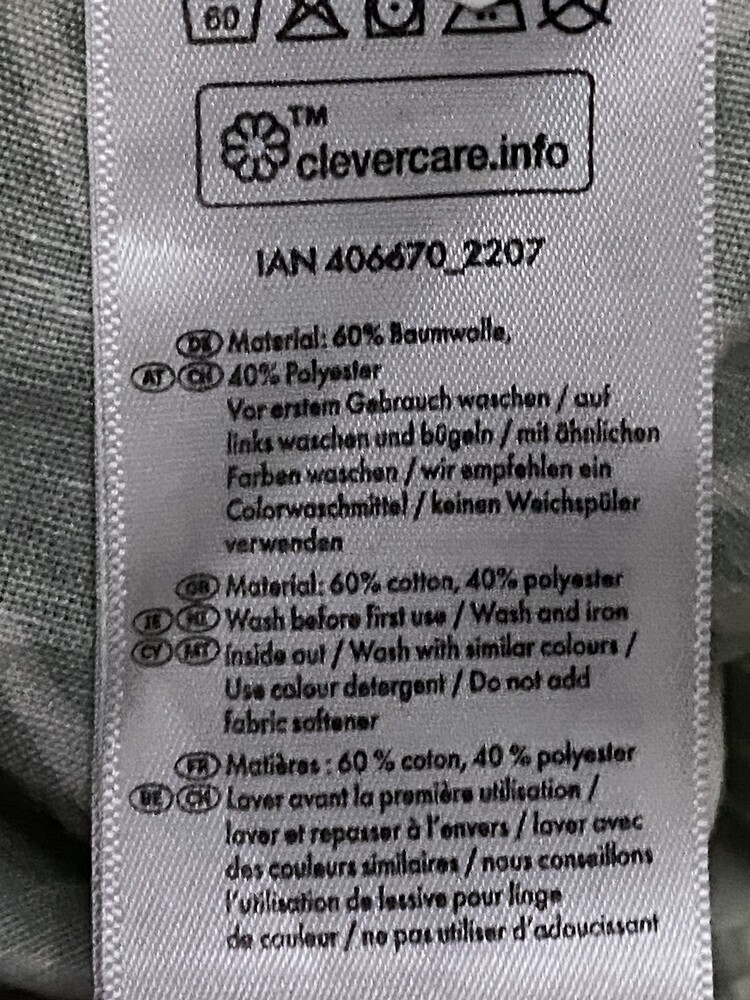 60
TM
clevercare.info
IAN 406670_2207
DE Material: 60% Baumwolle,
AT CH 40% Polyester
Vor erstem Gebrauch waschen / auf
links waschen und bügeln / mit ähnlichen
Farben waschen / wir empfehlen ein
Colorwaschmittel / keinen Weichspüler
verwenden
GB Material: 60% cotton, 40% polyester
IE NI Wash before first use / Wash and iron
CY MT inside out / Wash with similar colours /
Use colour detergent / Do not add
fabric softener
FR Matières : 60 % coton, 40 % polyester
BE CH Laver avant la première utilisation /
laver et repasser à l'envers / laver avec
des couleurs similaires / nous conseillons
l'utilisation de lessive pour linge
de couleur / ne pas utiliser d'adoucissant